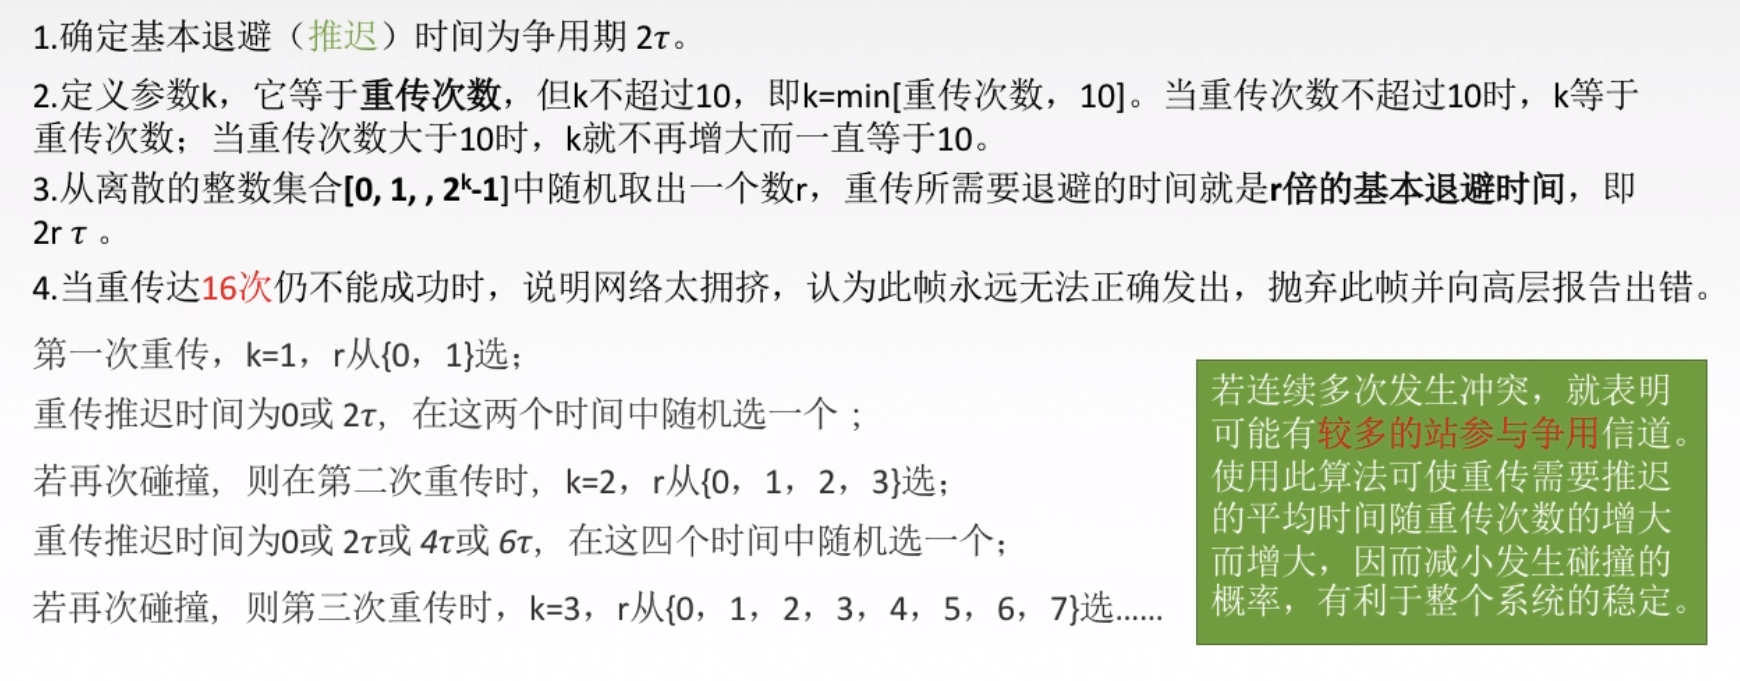 1.确定基本退避（推迟）时间为争用期 2τ。
2.定义参数k，它等于重传次数，但k不超过10，即k=min[重传次数，10]。当重传次数不超过10时，k等于
重传次数；当重传次数大于10时，k就不再增大而一直等于10。
3.从离散的整数集合[0, 1, , 2ᵏ-1]中随机取出一个数r，重传所需要退避的时间就是r倍的基本退避时间，即
2r τ 。
4.当重传达16次仍不能成功时，说明网络太拥挤，认为此帧永远无法正确发出，抛弃此帧并向高层报告出错。
第一次重传，k=1，r从{0，1}选；
重传推迟时间为0或 2τ，在这两个时间中随机选一个；
若再次碰撞，则在第二次重传时，k=2，r从{0，1，2，3}选；
重传推迟时间为0或 2τ或 4τ或 6τ，在这四个时间中随机选一个；
若再次碰撞，则第三次重传时，k=3，r从{0，1，2，3，4，5，6，7}选......
若连续多次发生冲突，就表明
可能有较多的站参与争用信道。
使用此算法可使重传需要推迟
的平均时间随重传次数的增大
而增大，因而减小发生碰撞的
概率，有利于整个系统的稳定。